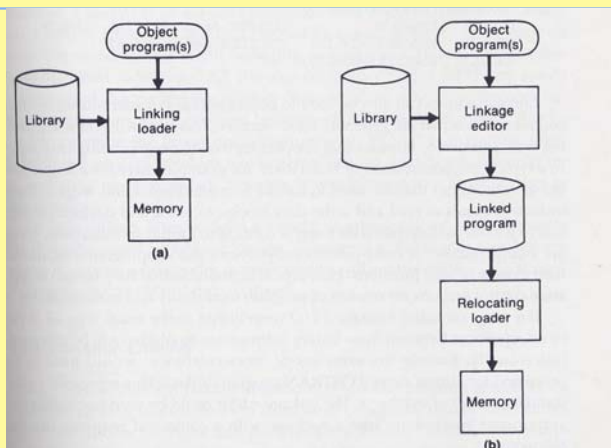 Object
program(s)
Library
Linking
loader
Memory
(a)
Object
program(s)
Library
Linkage
editor
Linked
program
Relocating
loader
Memory
(b)